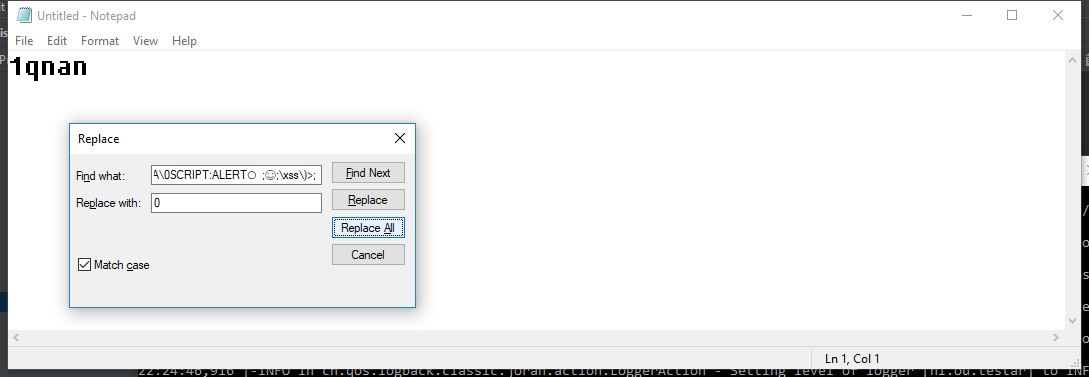 Untitled - Notepad
File Edit Format View Help
1qnan
Replace
Find what: A\0SCRIPT:ALERT○ ;☺;\xss\)>;
Find Next
Replace with: 0
Replace
Replace All
Cancel
Match case
Ln 1, Col 1
22:24:46,916 |-INFO in ch.qos.logback.classic.joran.action.LoggerAction - Setting level of logger [nl.ou.testar] to INF